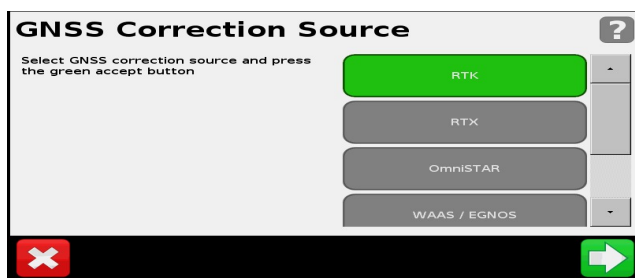 GNSS Correction Source
?
Select GNSS correction source and press
the green accept button
RTK
RTX
OmniSTAR
WAAS / EGNOS